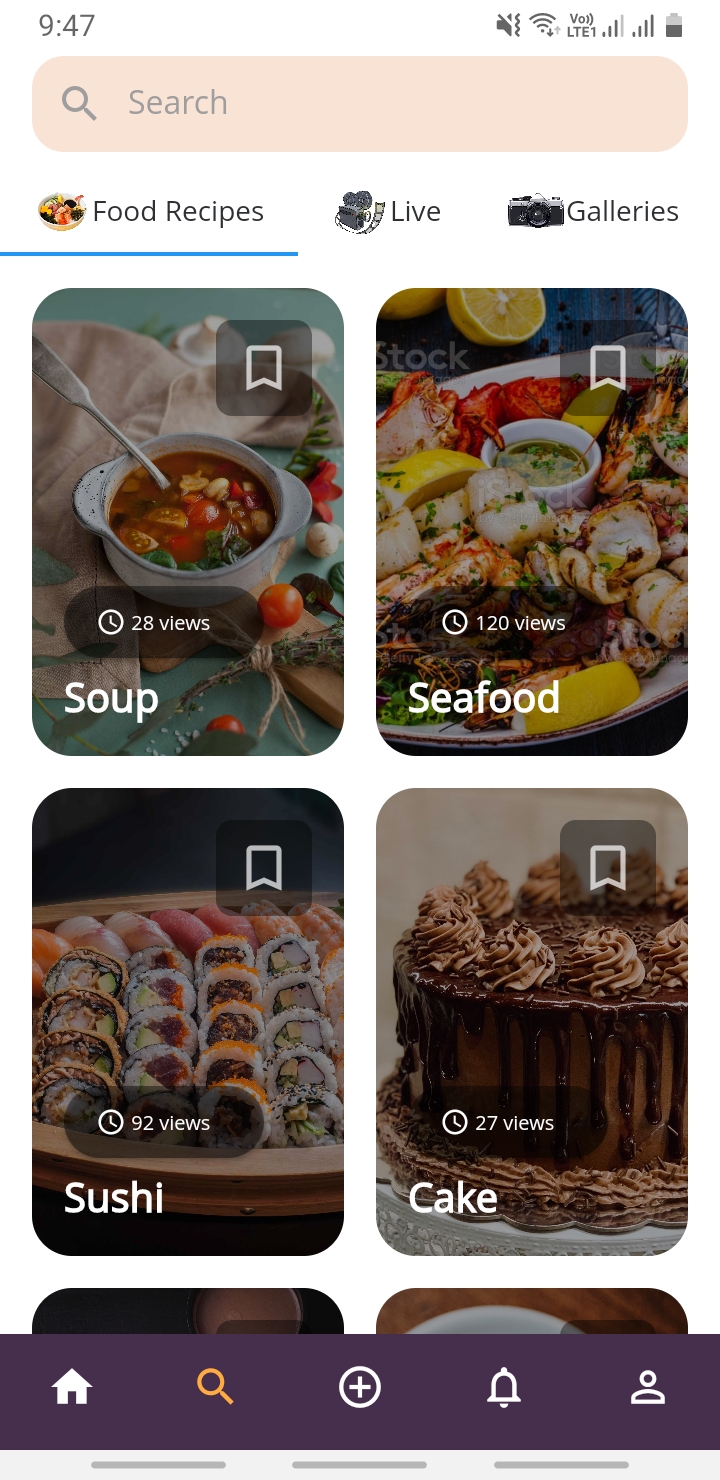 9:47
Vo))
LTE1
Search
Food Recipes
Live
Galleries
Stock
iStock
28 views
120 views
Soup
Seafood
92 views
27 views
Sushi
Cake